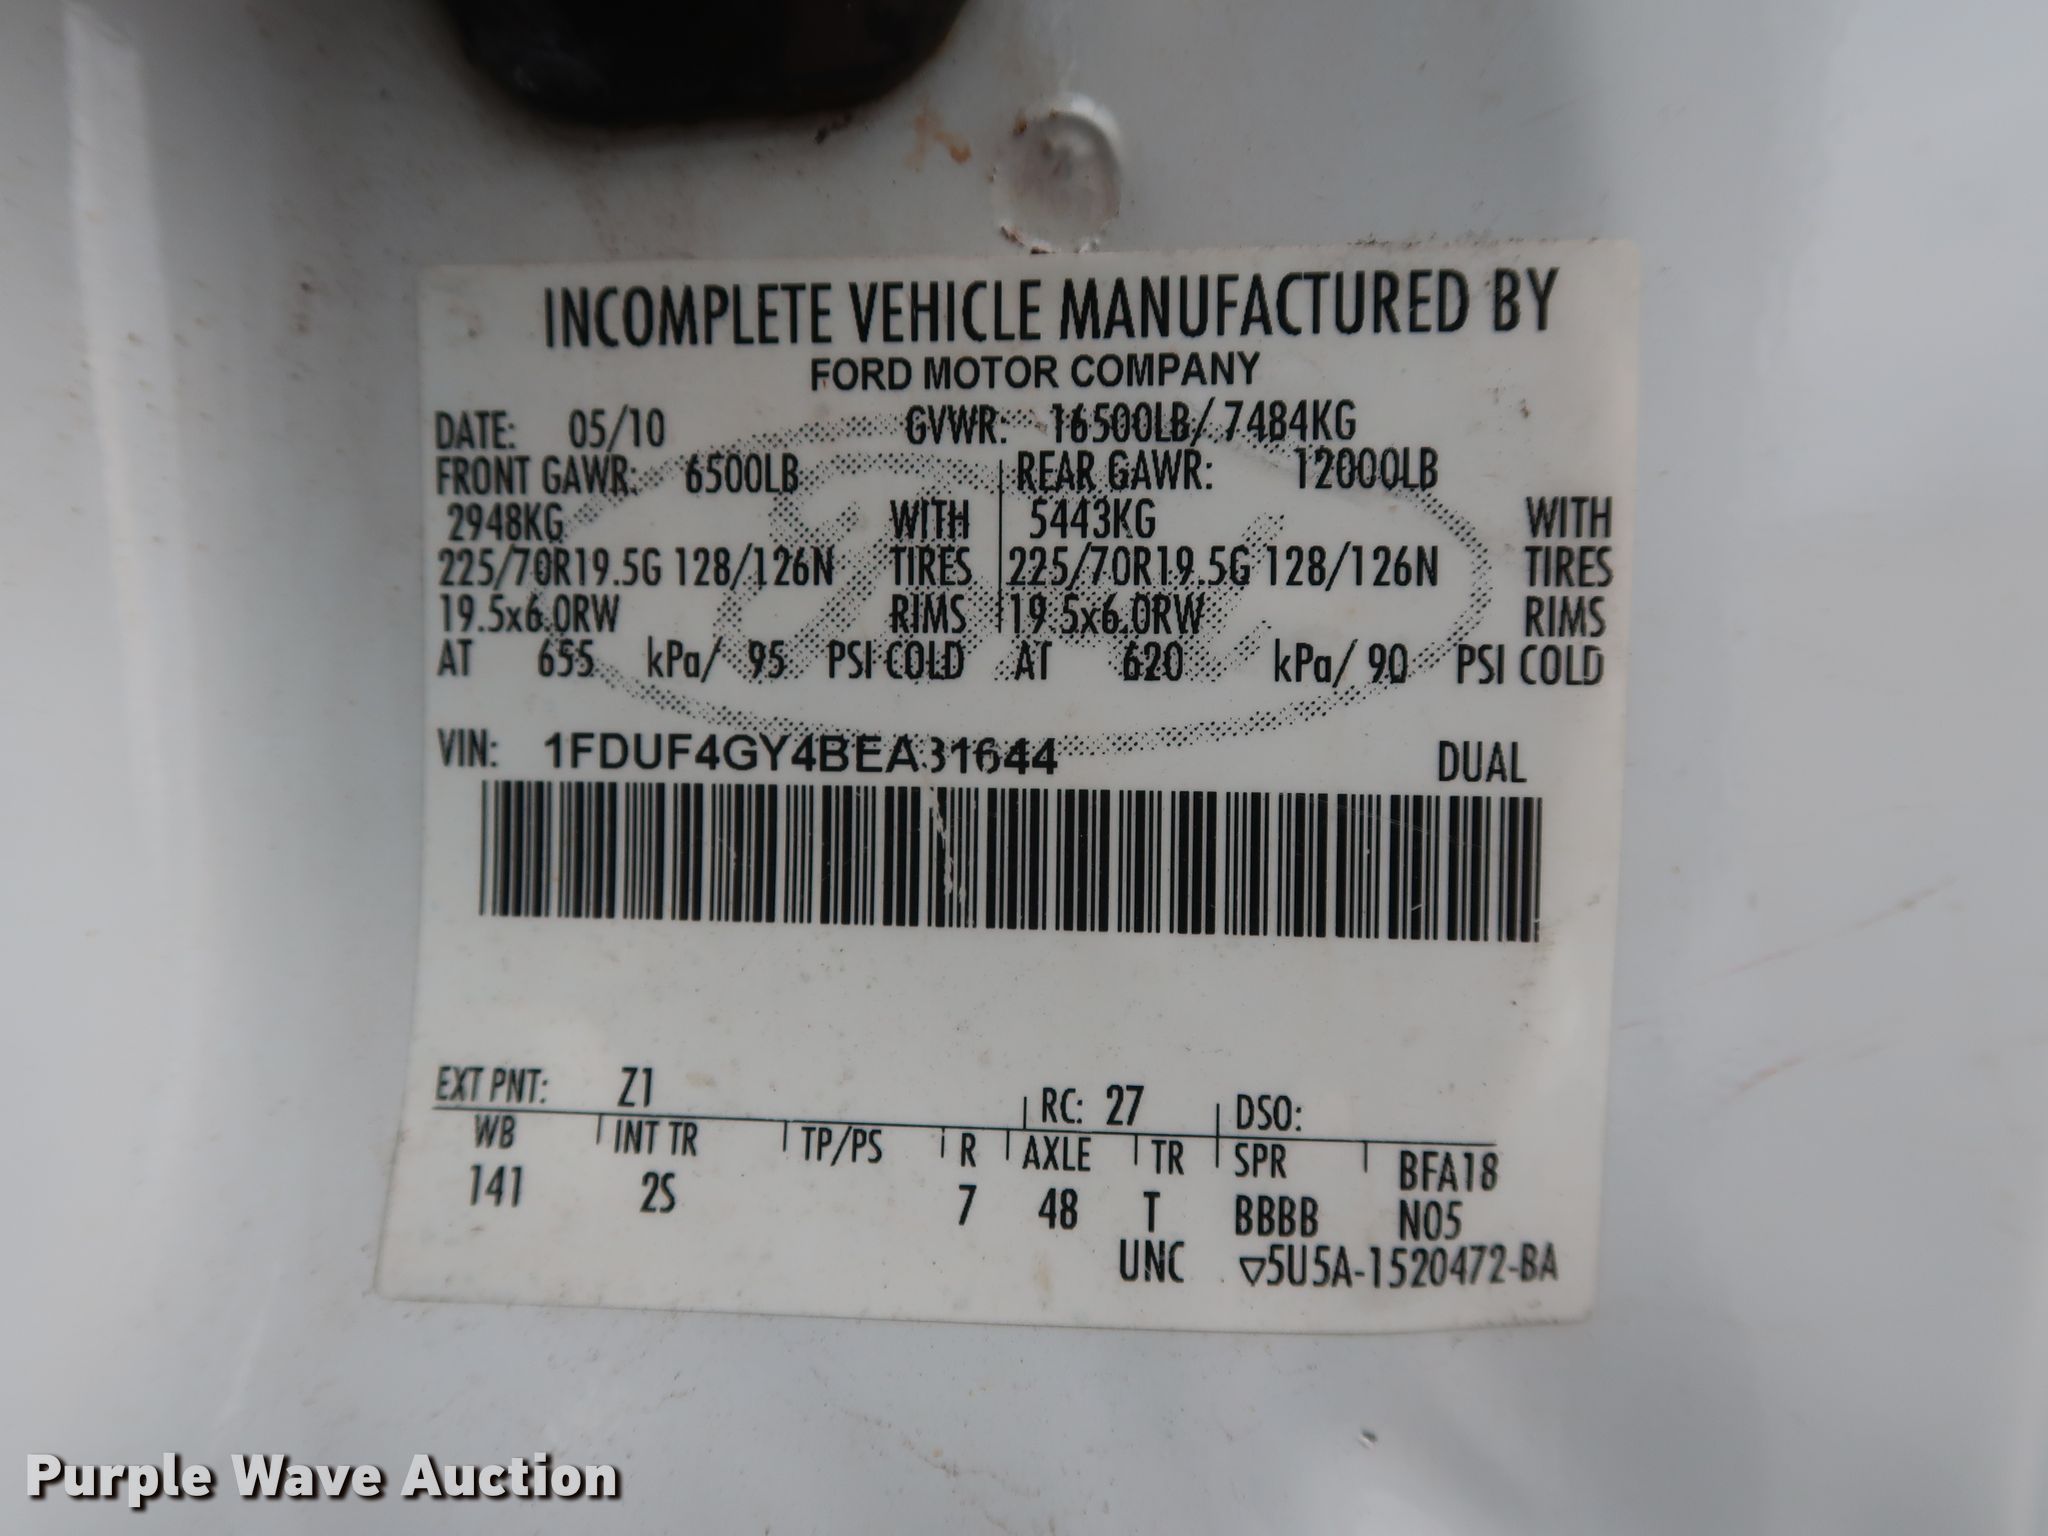 INCOMPLETE VEHICLE MANUFACTURED BY
FORD MOTOR COMPANY
DATE: 05/10 GVWR: 16500LB/ 7484KG
FRONT GAWR: 6500LB REAR GAWR: 12000LB
2948KG WITH 5443KG WITH
225/70R19.5G 128/126N TIRES 225/70R19.5G 128/126N TIRES
19.5x6.0RW RIMS 19.5x6.0RW RIMS
AT 655 kPa/ 95 PSI COLD AT 620 kPa/ 90 PSI COLD
VIN: 1FDUF4GY4BEA31644 DUAL
EXT PNT: Z1 RC: 27 DSO:
WB INT TR TP/PS R AXLE TR SPR BFA18
141 2S 7 48 T BBBB N05
UNC ▽5U5A-1520472-BA
Purple Wave Auction